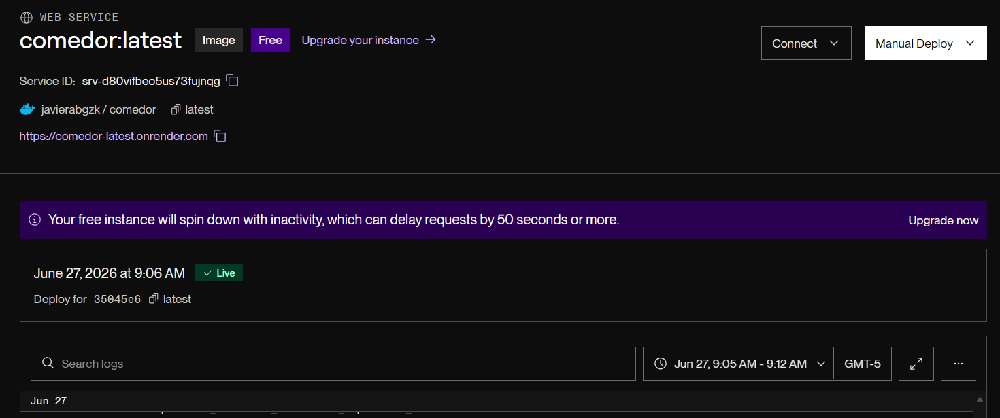 WEB SERVICE
comedor:latest Image Free Upgrade your instance →
Connect Manual Deploy
Service ID: srv-d80vifbeo5us73fujnqg
javierabgzk / comedor latest
https://comedor-latest.onrender.com
Your free instance will spin down with inactivity, which can delay requests by 50 seconds or more. Upgrade now
June 27, 2026 at 9:06 AM Live
Deploy for 35045e6 latest
Search logs Jun 27, 9:05 AM - 9:12 AM GMT-5 ...
Jun 27